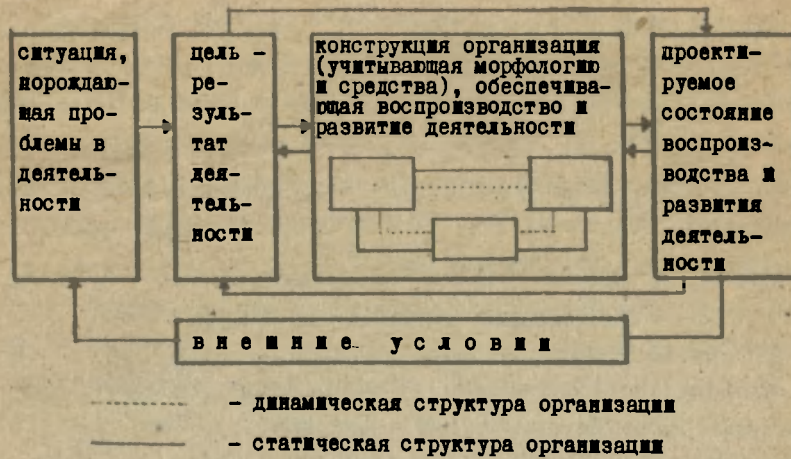 ситуация,
порождаю-
щая про-
блемы в
деятель-
ности
цель -
ре-
зуль-
тат
дея-
тель-
ности
конструкция организация
(учитывающая морфологию
и средства), обеспечива-
ющая воспроизводство и
развитие деятельности
проекти-
руемое
состояние
воспроиз-
водства и
развития
деятель-
ности
внешние условия
- динамическая структура организации
- статическая структура организации